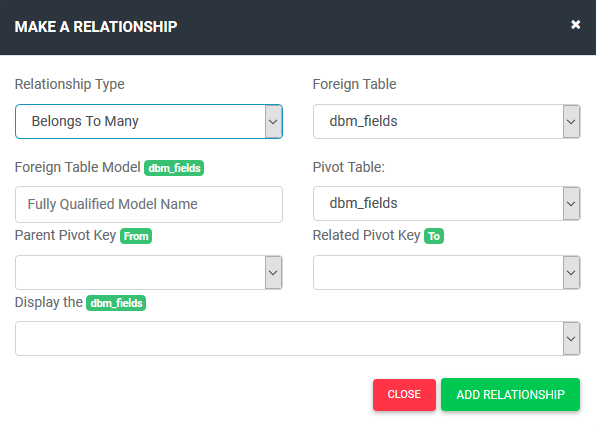 MAKE A RELATIONSHIP ×
Relationship Type Foreign Table
Belongs To Many dbm_fields
Foreign Table Model dbm_fields Pivot Table:
Fully Qualified Model Name dbm_fields
Parent Pivot Key From Related Pivot Key To
Display the dbm_fields
CLOSE ADD RELATIONSHIP